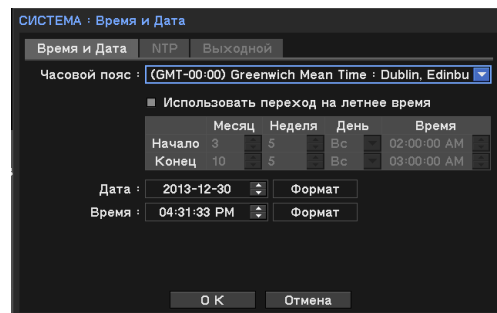 СИСТЕМА : Время и Дата
Время и Дата NTP Выходной
Часовой пояс : (GMT-00:00) Greenwich Mean Time : Dublin, Edinbu
Использовать переход на летнее время
Месяц Неделя День Время
Начало 3 5 Вс 02:00:00 AM
Конец 10 5 Вс 03:00:00 AM
Дата : 2013-12-30 Формат
Время : 04:31:33 PM Формат
О К Отмена